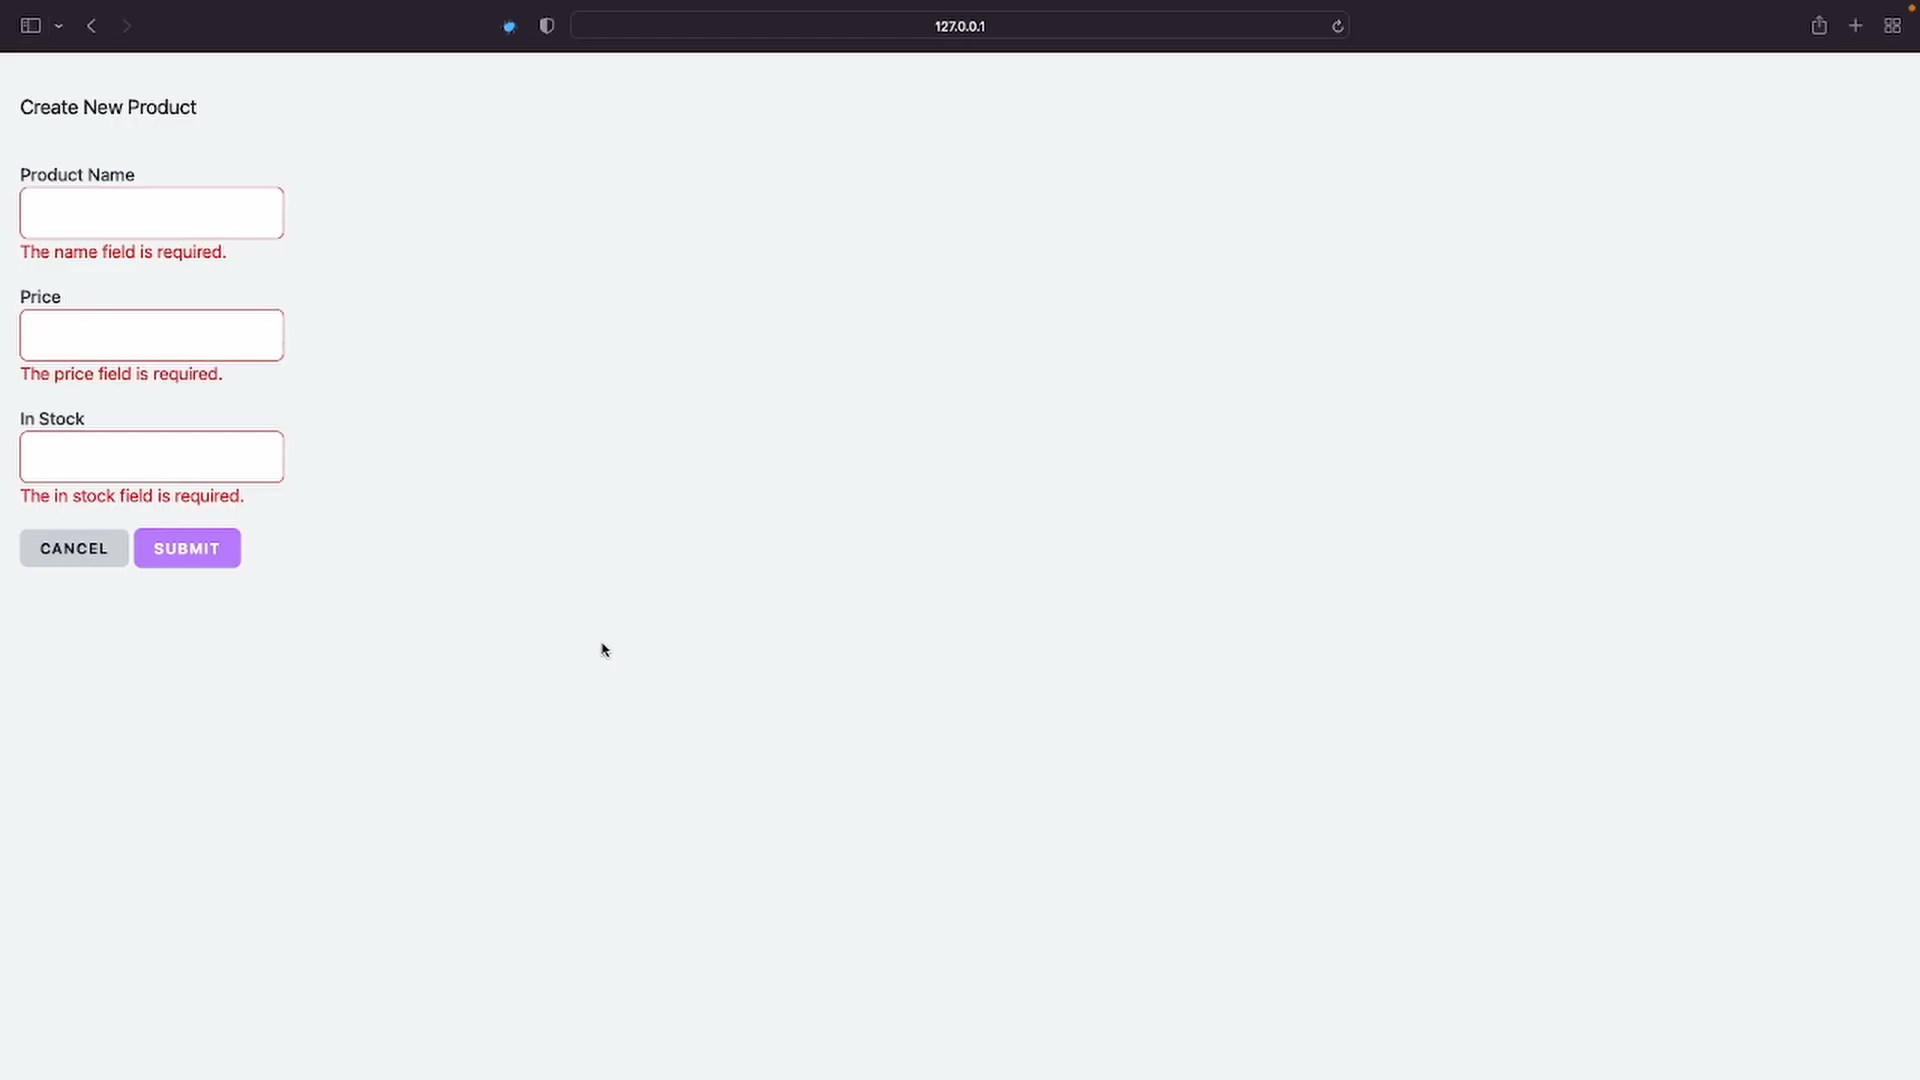 127.0.0.1
Create New Product
Product Name
The name field is required.
Price
The price field is required.
In Stock
The in stock field is required.
CANCEL SUBMIT